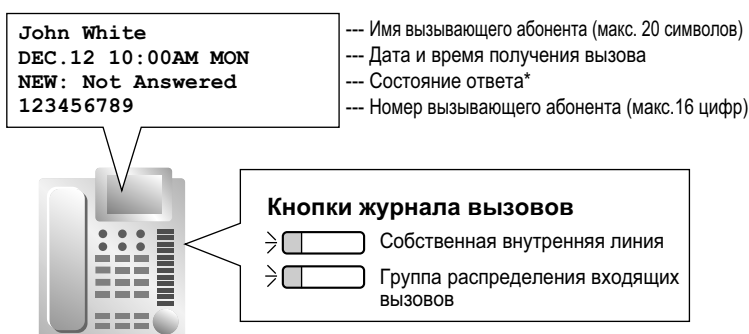 John White
DEC.12 10:00AM MON
NEW: Not Answered
123456789
--- Имя вызывающего абонента (макс. 20 символов)
--- Дата и время получения вызова
--- Состояние ответа*
--- Номер вызывающего абонента (макс.16 цифр)
Кнопки журнала вызовов
Собственная внутренняя линия
Группа распределения входящих
вызовов